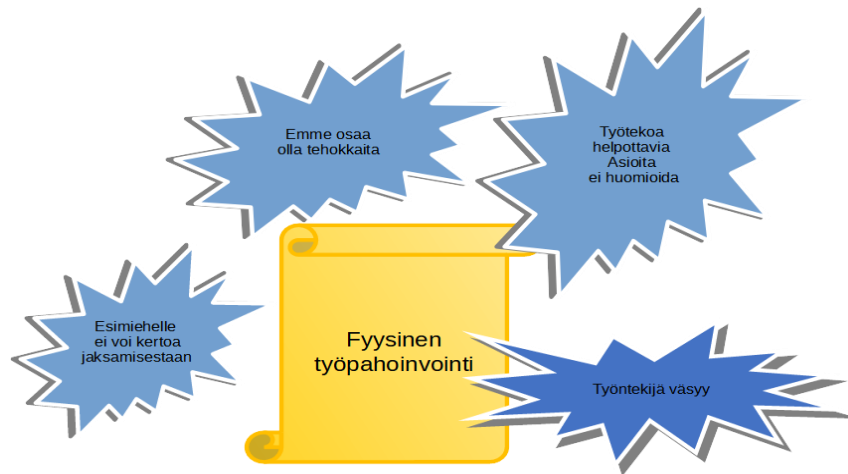 Emme osaa
olla tehokkaita
Työtekoa
helpottavia
Asioita
ei huomioida
Esimiehelle
ei voi kertoa
jaksamisestaan
Fyysinen
työpahoinvointi
Työntekijä väsyy